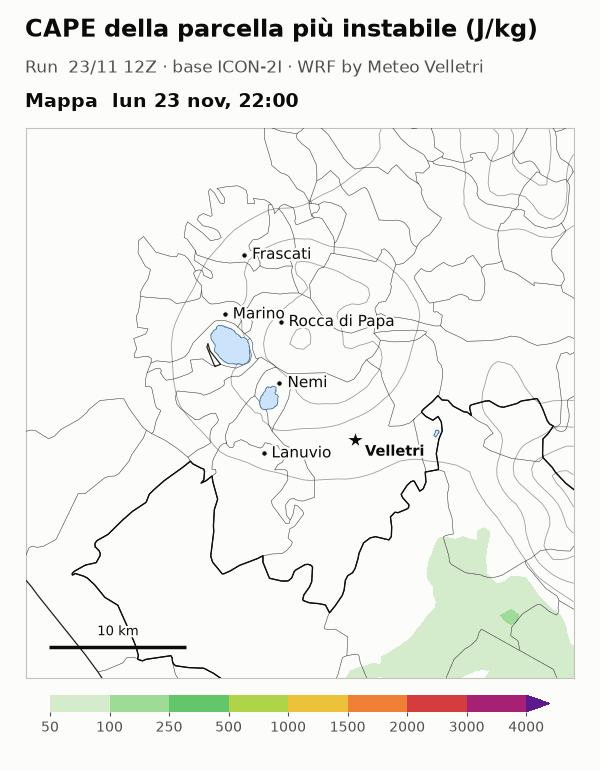 CAPE della parcella più instabile (J/kg)
Run  23/11 12Z · base ICON-2I · WRF by Meteo Velletri
Mappa  lun 23 nov, 22:00
Frascati
Marino
Rocca di Papa
Nemi
Velletri
Lanuvio
10 km
50 100 250 500 1000 1500 2000 3000 4000